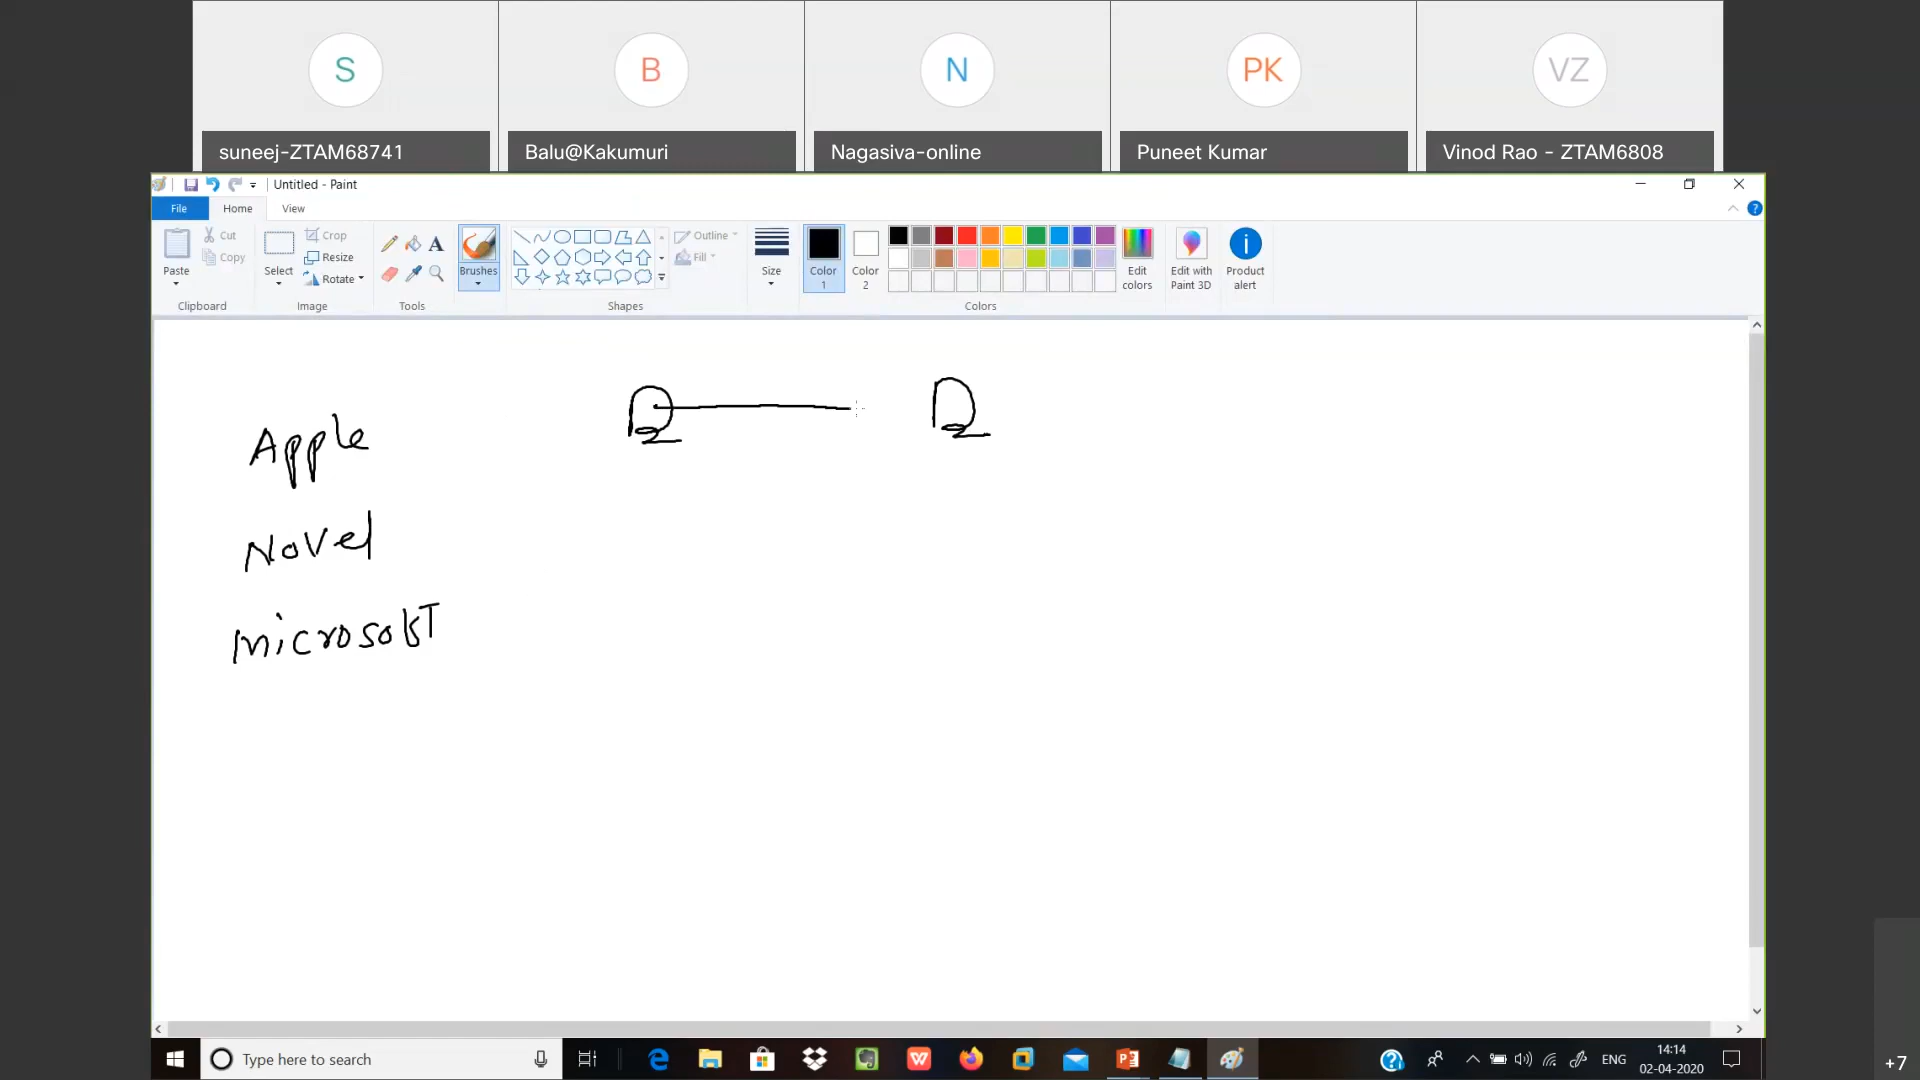 S
B
N
PK
VZ
suneej-ZTAM68741
Balu@Kakumuri
Nagasiva-online
Puneet Kumar
Vinod Rao - ZTAM6808
Untitled - Paint
File
Home
View
Paste
Cut
Copy
Clipboard
Select
Crop
Resize
Rotate
Image
A
Tools
Brushes
Outline
Fill
Shapes
Size
Color 1
Color 2
Edit colors
Colors
Edit with Paint 3D
Product alert
Apple
Novel
microsokT
Type here to search
ENG
14:14
02-04-2020
+7